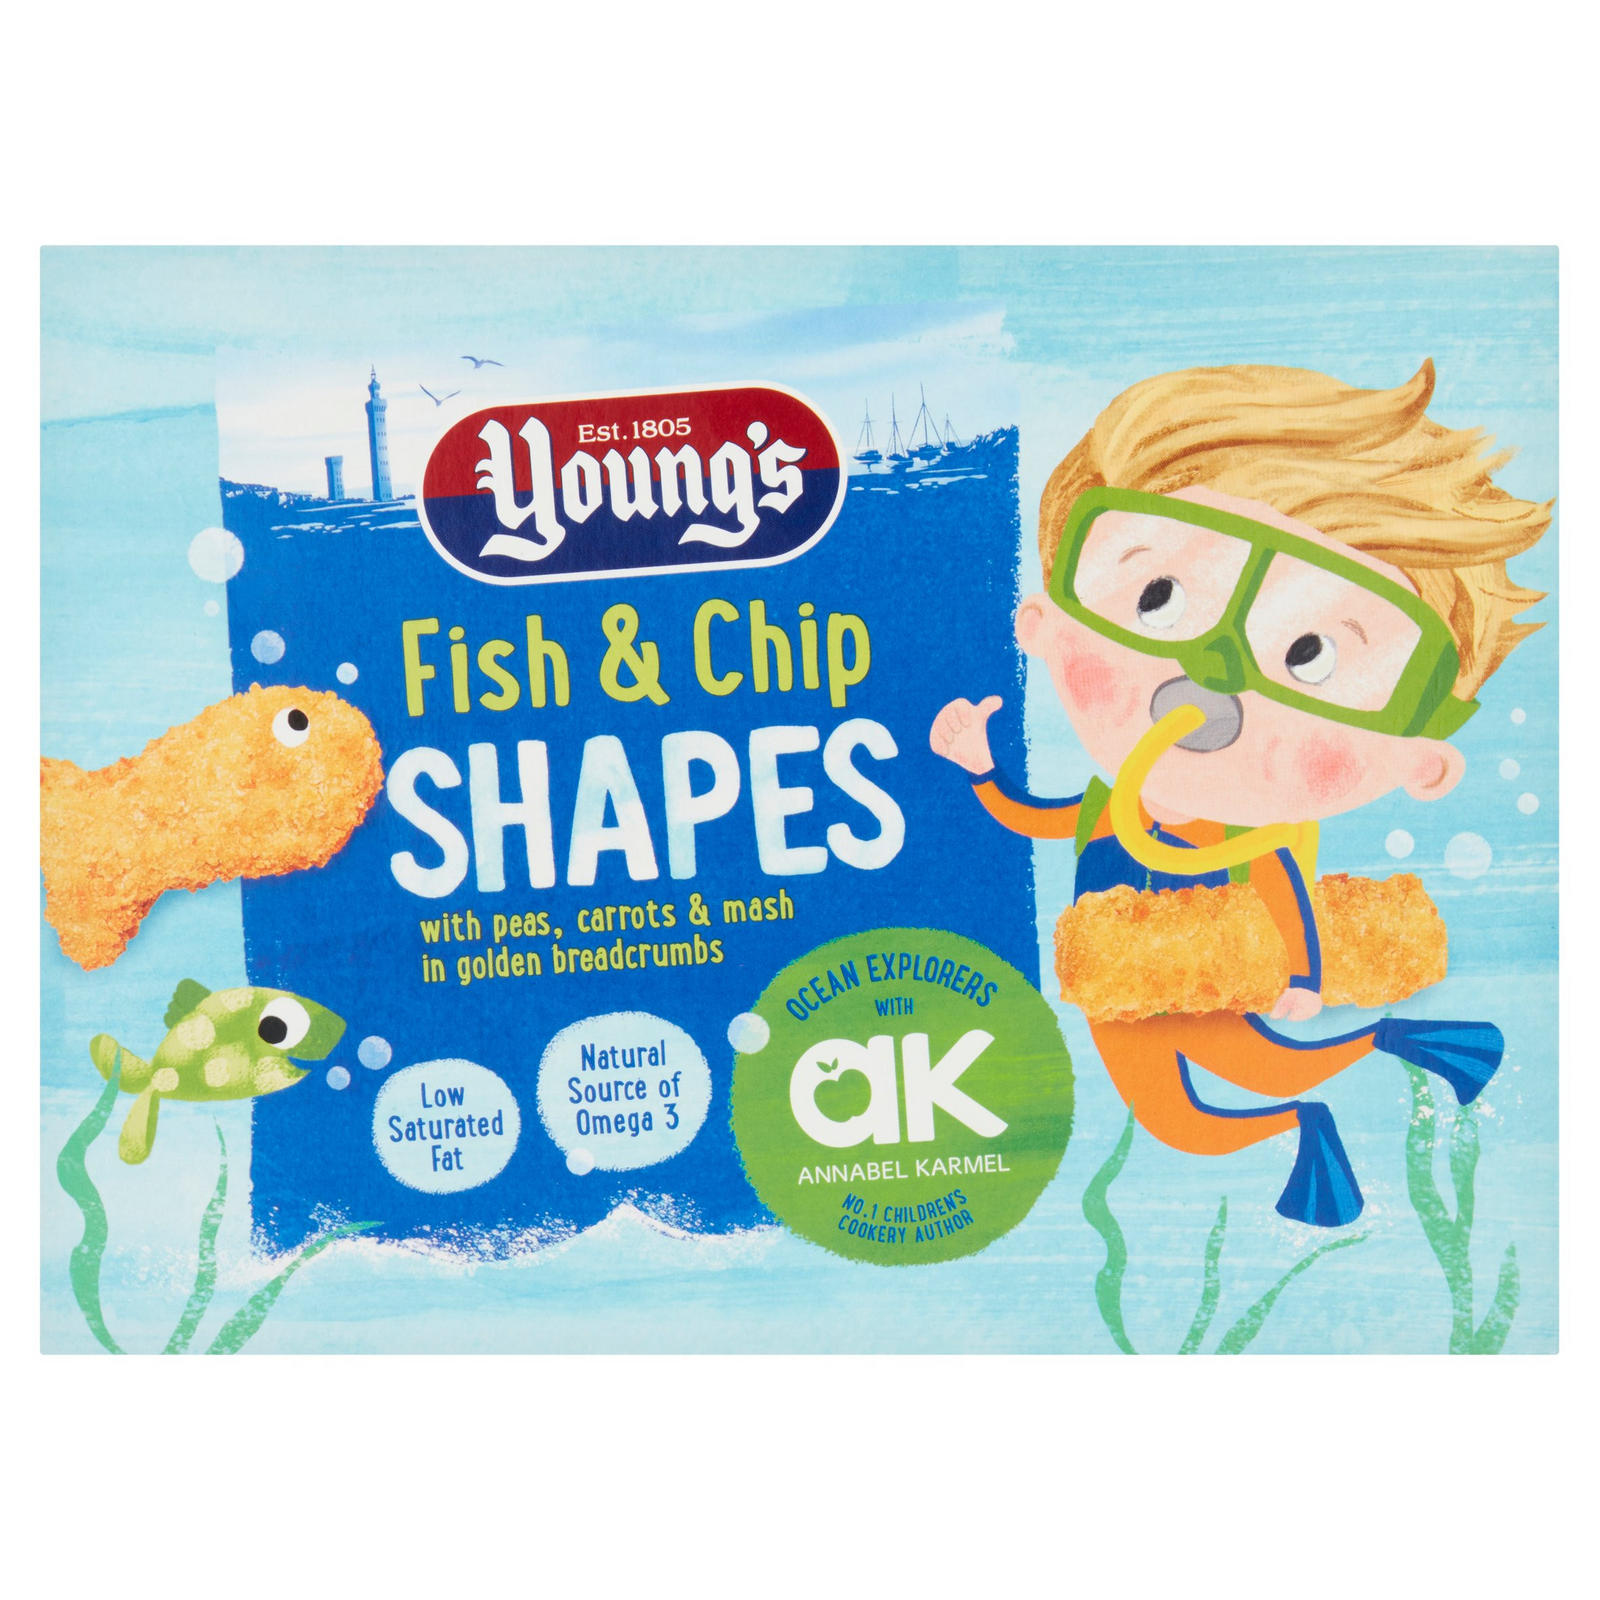 Est. 1805
Young's
Fish & Chip
SHAPES
with peas, carrots & mash
in golden breadcrumbs
Low
Saturated
Fat
Natural
Source of
Omega 3
OCEAN EXPLORERS
WITH
ak
ANNABEL KARMEL
NO.1 CHILDREN'S
COOKERY AUTHOR